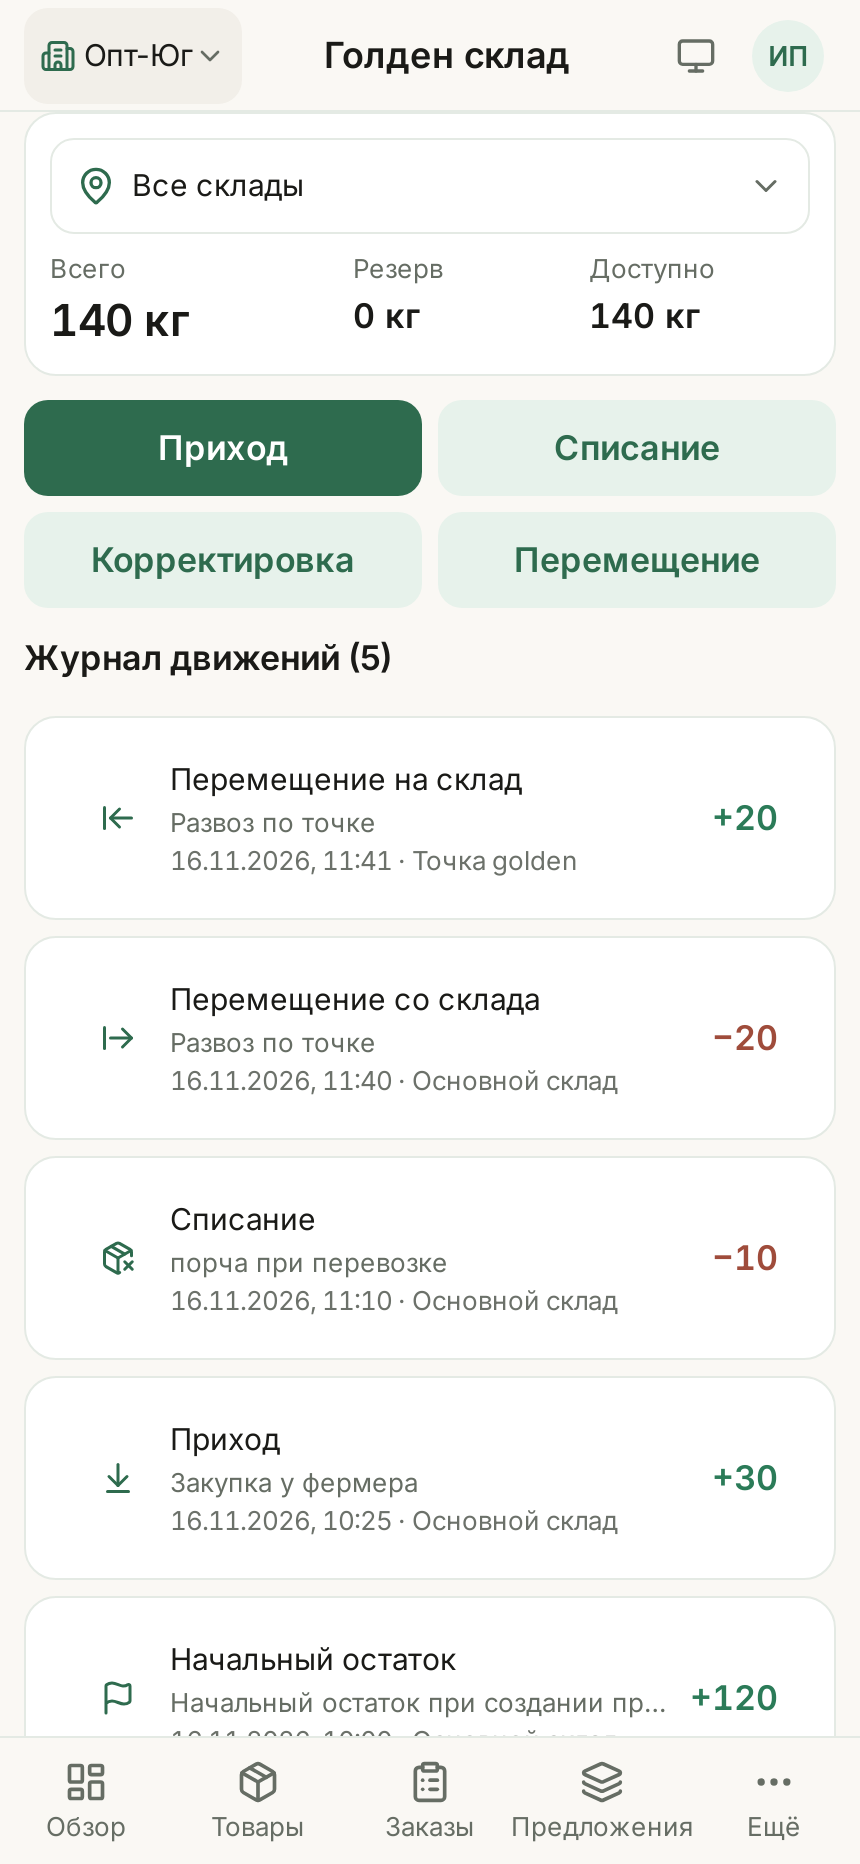 Опт-Юг
Голден склад
ИП
Все склады
Всего
Резерв
Доступно
140 кг
0 кг
140 кг
Приход
Списание
Корректировка
Перемещение
Журнал движений (5)
Перемещение на склад
Развоз по точке
+20
16.11.2026, 11:41 · Точка golden
Перемещение со склада
Развоз по точке
−20
16.11.2026, 11:40 · Основной склад
Списание
порча при перевозке
−10
16.11.2026, 11:10 · Основной склад
Приход
Закупка у фермера
+30
16.11.2026, 10:25 · Основной склад
Начальный остаток
Начальный остаток при создании пр...
+120
Обзор
Товары
Заказы
Предложения
Ещё